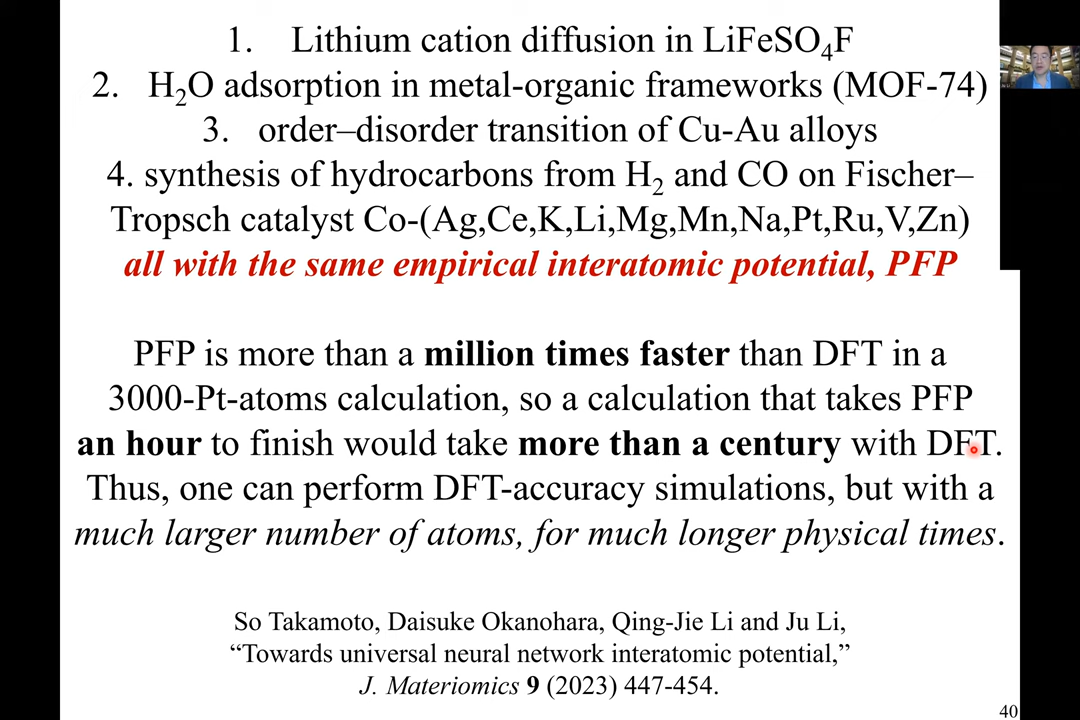 1. Lithium cation diffusion in LiFeSO₄F
2. H₂O adsorption in metal-organic frameworks (MOF-74)
3. order–disorder transition of Cu-Au alloys
4. synthesis of hydrocarbons from H₂ and CO on Fischer–
Tropsch catalyst Co-(Ag,Ce,K,Li,Mg,Mn,Na,Pt,Ru,V,Zn)
all with the same empirical interatomic potential, PFP
PFP is more than a million times faster than DFT in a
3000-Pt-atoms calculation, so a calculation that takes PFP
an hour to finish would take more than a century with DFT.
Thus, one can perform DFT-accuracy simulations, but with a
much larger number of atoms, for much longer physical times.
So Takamoto, Daisuke Okanohara, Qing-Jie Li and Ju Li,
“Towards universal neural network interatomic potential,”
J. Materiomics 9 (2023) 447-454.
40